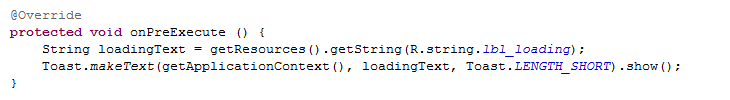 @Override
protected void onPreExecute () {
    String loadingText = getResources().getString(R.string.lbl_loading);
    Toast.makeText(getApplicationContext(), loadingText, Toast.LENGTH_SHORT).show();
}